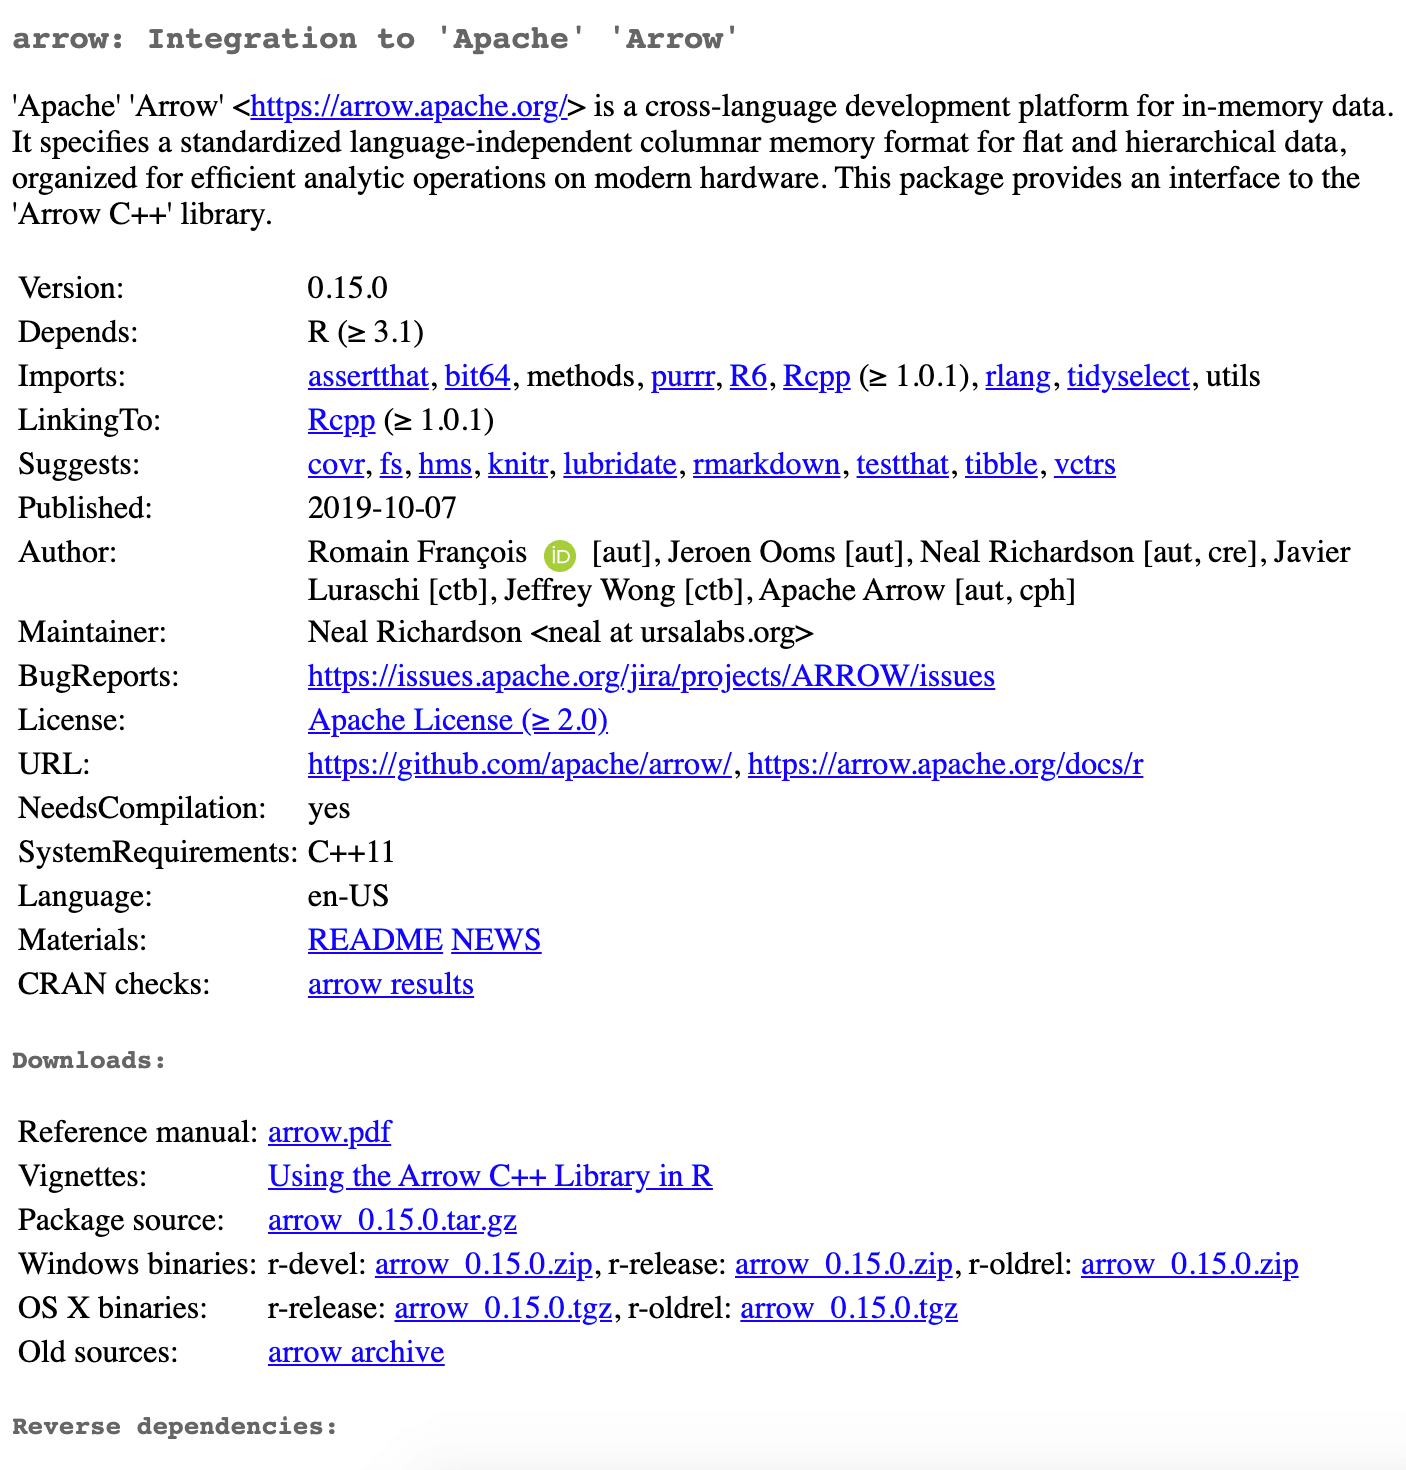 arrow: Integration to 'Apache' 'Arrow'
'Apache' 'Arrow' <https://arrow.apache.org/> is a cross-language development platform for in-memory data.
It specifies a standardized language-independent columnar memory format for flat and hierarchical data,
organized for efficient analytic operations on modern hardware. This package provides an interface to the
'Arrow C++' library.
Version: 0.15.0
Depends: R (≥ 3.1)
Imports: assertthat, bit64, methods, purrr, R6, Rcpp (≥ 1.0.1), rlang, tidyselect, utils
LinkingTo: Rcpp (≥ 1.0.1)
Suggests: covr, fs, hms, knitr, lubridate, rmarkdown, testthat, tibble, vctrs
Published: 2019-10-07
Author: Romain François iD [aut], Jeroen Ooms [aut], Neal Richardson [aut, cre], Javier
Luraschi [ctb], Jeffrey Wong [ctb], Apache Arrow [aut, cph]
Maintainer: Neal Richardson <neal at ursalabs.org>
BugReports: https://issues.apache.org/jira/projects/ARROW/issues
License: Apache License (≥ 2.0)
URL: https://github.com/apache/arrow/, https://arrow.apache.org/docs/r
NeedsCompilation: yes
SystemRequirements: C++11
Language: en-US
Materials: README NEWS
CRAN checks: arrow results
Downloads:
Reference manual: arrow.pdf
Vignettes: Using the Arrow C++ Library in R
Package source: arrow_0.15.0.tar.gz
Windows binaries: r-devel: arrow_0.15.0.zip, r-release: arrow_0.15.0.zip, r-oldrel: arrow_0.15.0.zip
OS X binaries: r-release: arrow_0.15.0.tgz, r-oldrel: arrow_0.15.0.tgz
Old sources: arrow archive
Reverse dependencies: